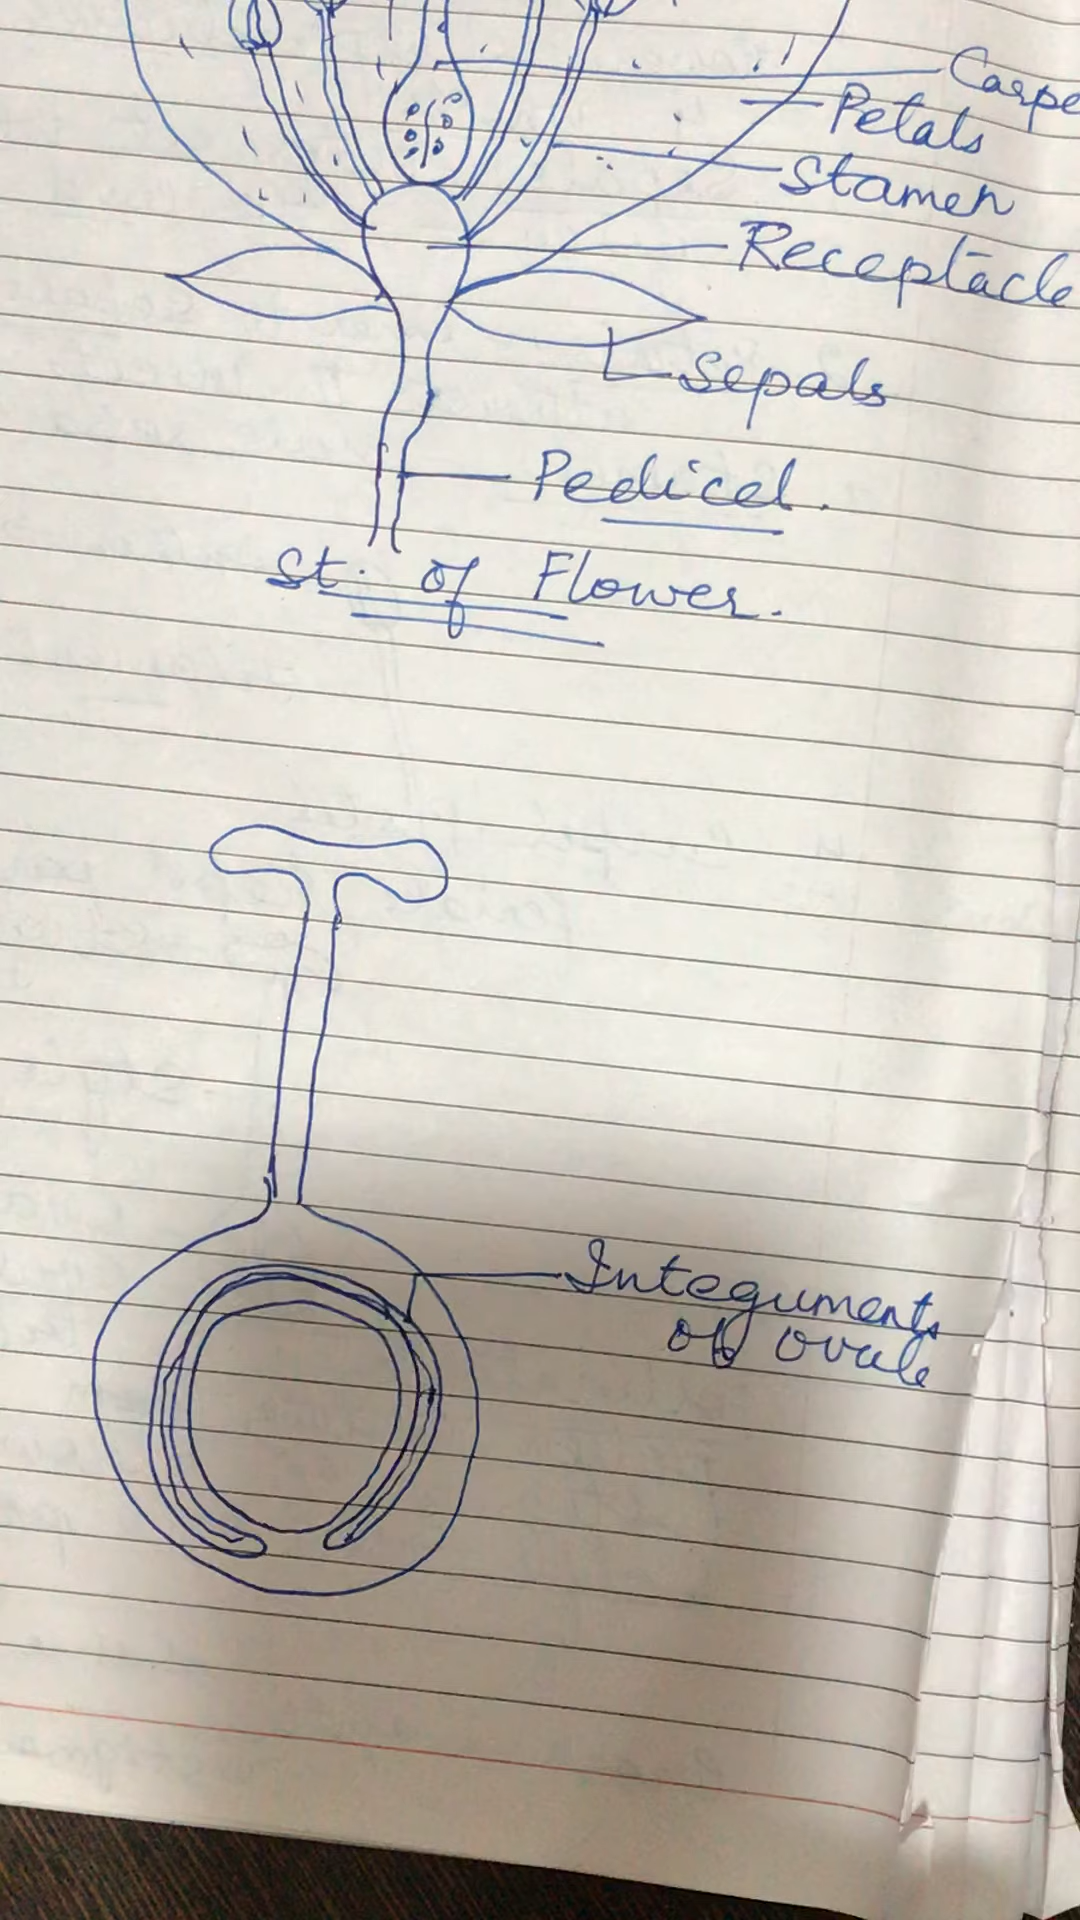 Carpe
Petals
Stamen
Receptacle
Sepals
Pedicel.
St. of Flower.
Integuments
of ovule